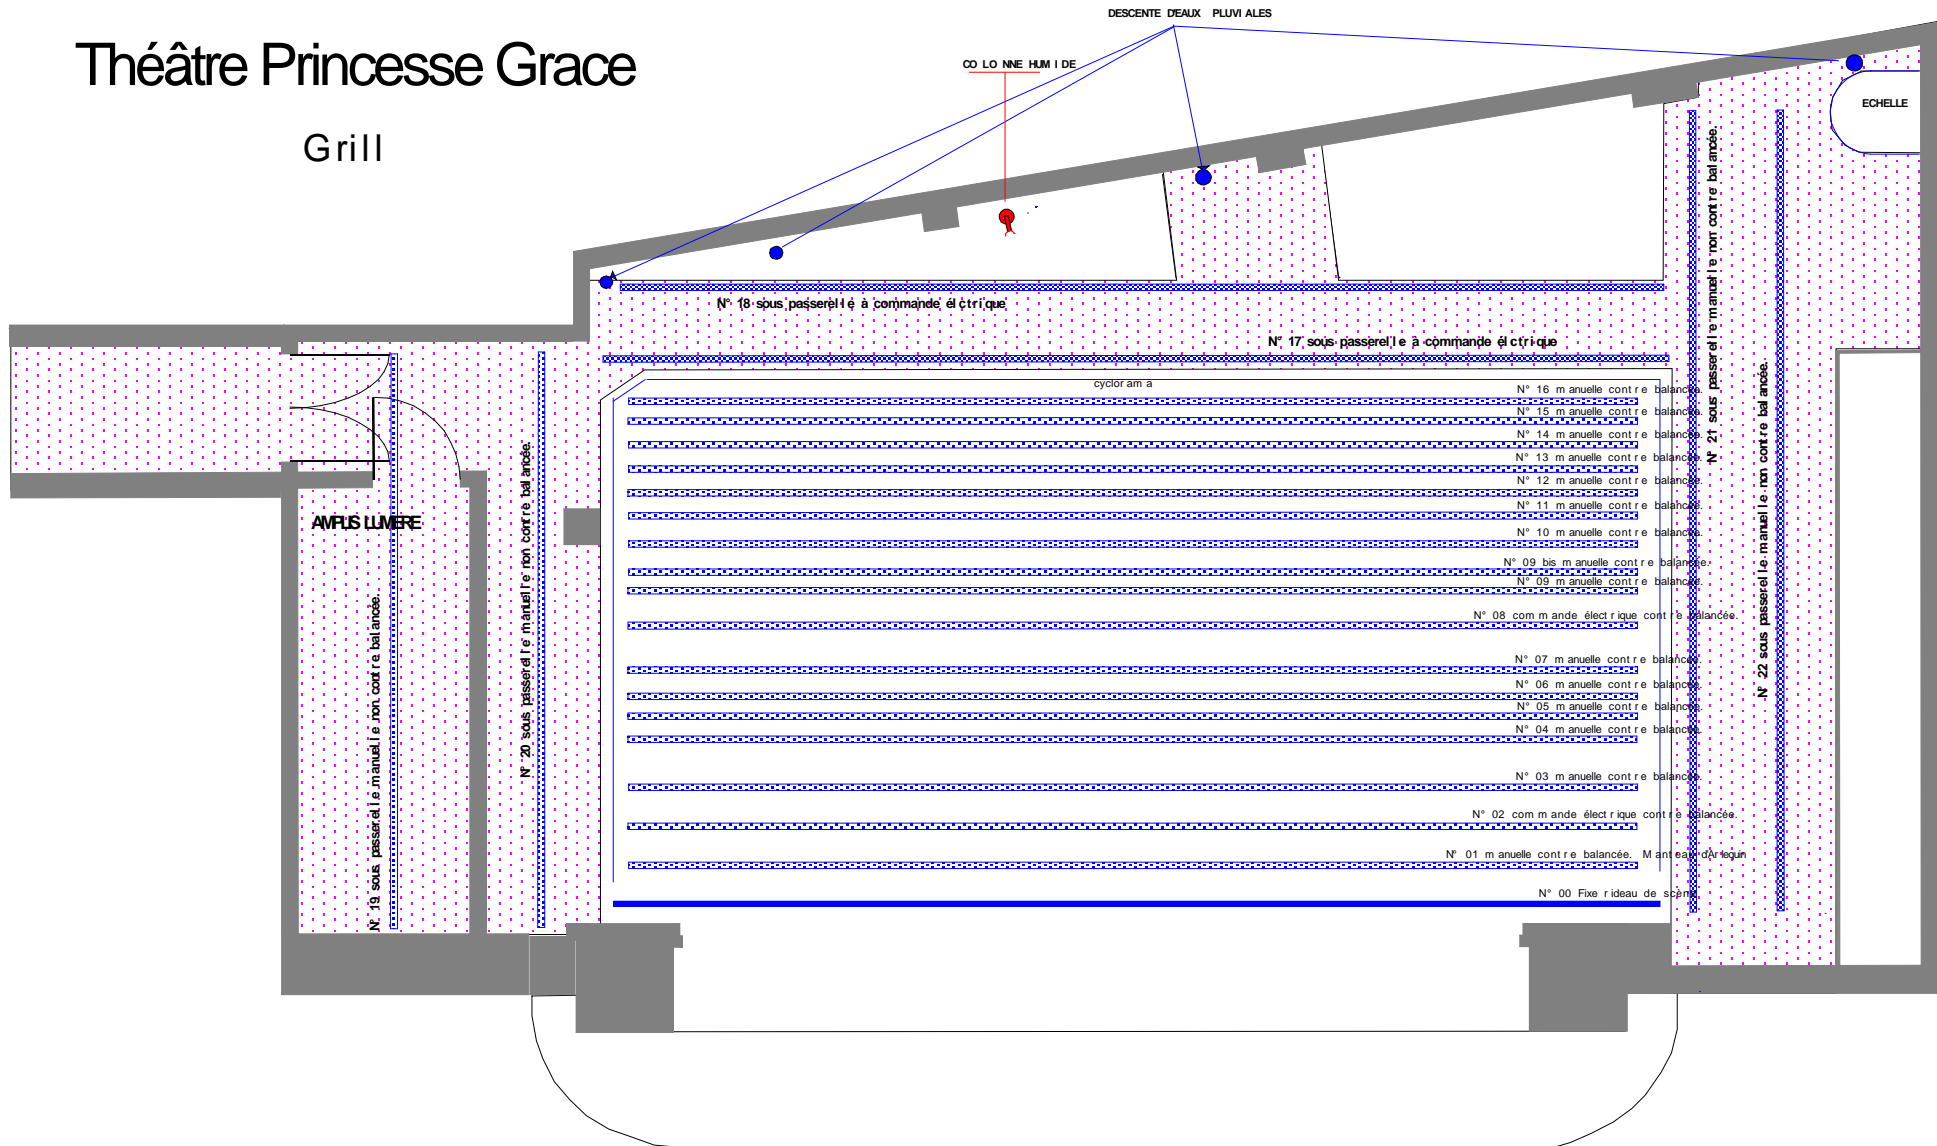 DESCENTE D'EAUX PLUVIALES
Théâtre Princesse Grace
COLONNE HUMIDE
ECHELLE
Grill
N° 18 sous passerelle à commande éléctrique
N° 17 sous passerelle à commande éléctrique
cyclorama
N° 16 manuelle contre balancée.
N° 15 manuelle contre balancée.
N° 14 manuelle contre balancée.
N° 13 manuelle contre balancée.
N° 12 manuelle contre balancée.
N° 11 manuelle contre balancée.
N° 10 manuelle contre balancée.
N° 09 bis manuelle contre balancée.
N° 09 manuelle contre balancée.
N° 08 commande électrique contre balancée.
N° 07 manuelle contre balancée.
N° 06 manuelle contre balancée.
N° 05 manuelle contre balancée.
N° 04 manuelle contre balancée.
N° 03 manuelle contre balancée.
N° 02 commande électrique contre balancée.
N° 01 manuelle contre balancée. Manteau d'Arlequin
N° 00 Fixe rideau de scène
AMPLIS LUMIERE
N° 19 sous passerelle manuelle non contre balancée.
N° 20 sous passerelle manuelle non contre balancée.
N° 21 sous passerelle manuelle non contre balancée.
N° 22 sous passerelle manuelle non contre balancée.